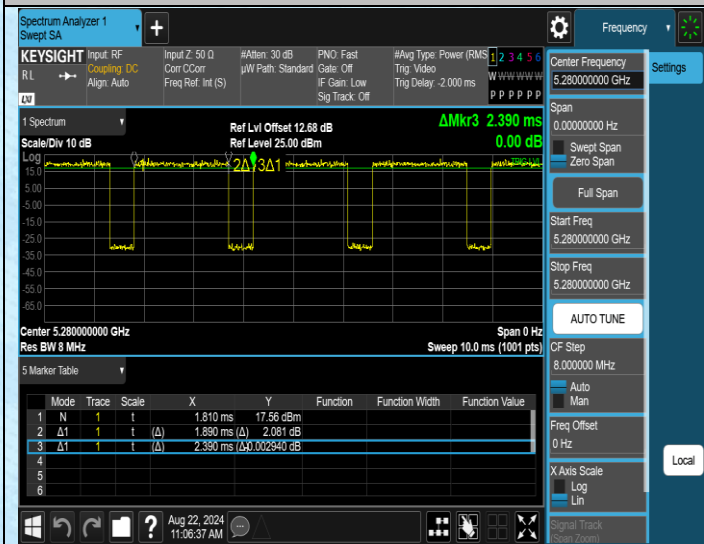 Spectrum Analyzer 1
Swept SA
Frequency
KEYSIGHT
RL
LXI
Input: RF
Coupling: DC
Align: Auto
Input Z: 50 Ω
Corr CCorr
Freq Ref: Int (S)
#Atten: 30 dB
µW Path: Standard
PNO: Fast
Gate: Off
IF Gain: Low
Sig Track: Off
#Avg Type: Power (RMS
Trig: Video
Trig Delay: -2.000 ms
1 2 3 4 5 6
W W W W W W
P P P P P P
1 Spectrum
Scale/Div 10 dB
Ref Lvl Offset 12.68 dB
Ref Level 25.00 dBm
ΔMkr3 2.390 ms
0.00 dB
Log
15.0
5.00
-5.00
-15.0
-25.0
-35.0
-45.0
-55.0
-65.0
2Δ1
3Δ1
TRIG LVL
Center 5.280000000 GHz
Res BW 8 MHz
Span 0 Hz
Sweep 10.0 ms (1001 pts)
5 Marker Table
Mode Trace Scale X Y Function Function Width Function Value
1 N 1 t 1.810 ms 17.56 dBm
2 Δ1 1 t (Δ) 1.890 ms (Δ) 2.081 dB
3 Δ1 1 t (Δ) 2.390 ms (Δ) -0.002940 dB
4
5
6
Aug 22, 2024
11:06:37 AM
Center Frequency
5.280000000 GHz
Span
0.00000000 Hz
Swept Span
Zero Span
Full Span
Start Freq
5.280000000 GHz
Stop Freq
5.280000000 GHz
AUTO TUNE
CF Step
8.000000 MHz
Auto
Man
Freq Offset
0 Hz
X Axis Scale
Log
Lin
Signal Track
(Span Zoom)
Settings
Local